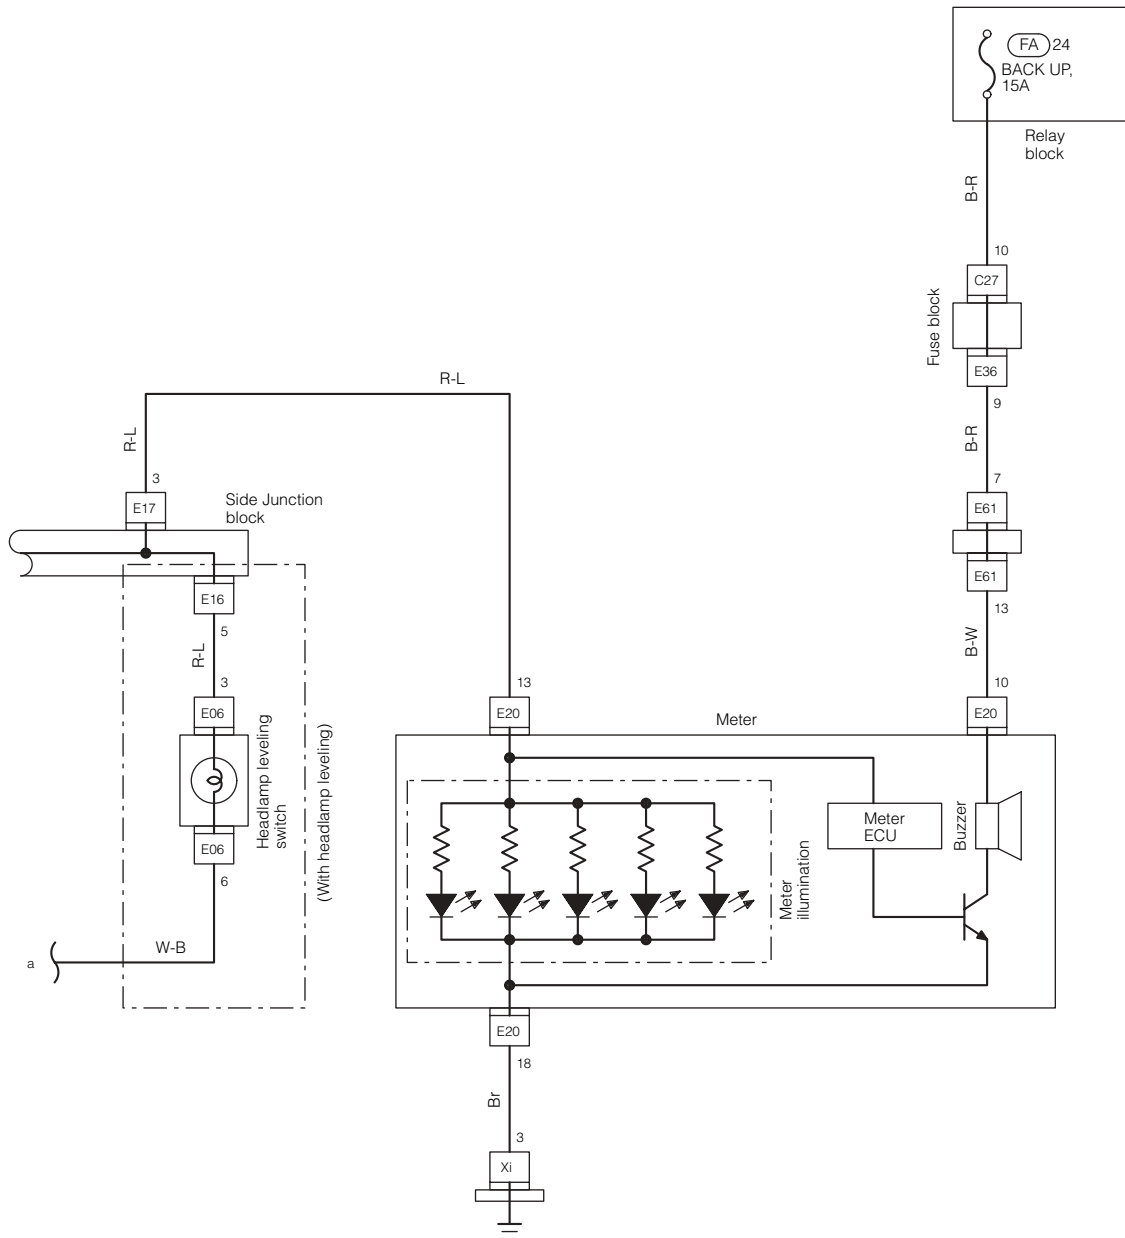 FA 24
BACK UP,
15A
Relay
block
B-R
10
C27
Fuse block
E36
9
B-R
R-L
R-L
3
E17
Side Junction
block
7
E61
E61
13
B-W
E16
5
R-L
3
E06
Headlamp leveling
switch
(With headlamp leveling)
E06
6
W-B
a
13
E20
Meter
10
E20
Meter
ECU
Buzzer
Meter
illumination
E20
18
Br
3
Xi